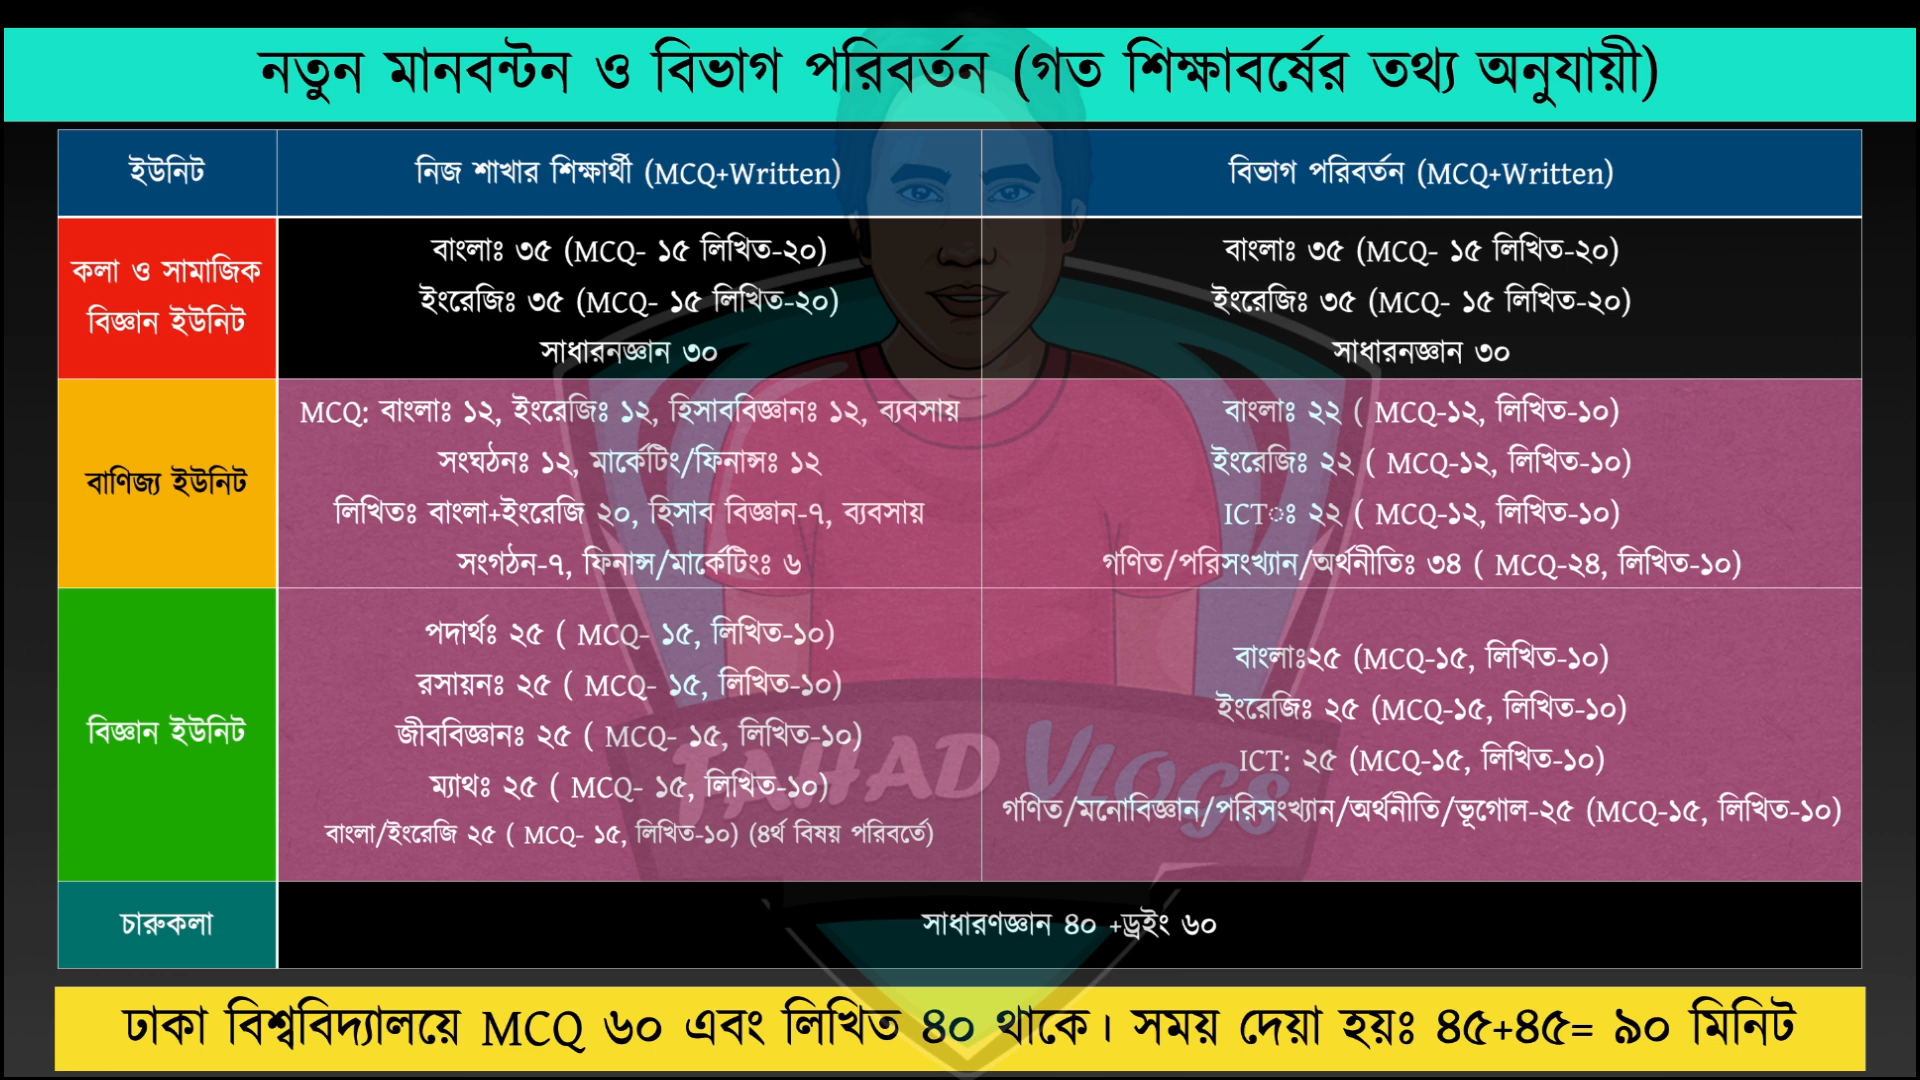 নতুন মানবন্টন ও বিভাগ পরিবর্তন (গত শিক্ষাবর্ষের তথ্য অনুযায়ী)
ইউনিট
নিজ শাখার শিক্ষার্থী (MCQ+Written)
বিভাগ পরিবর্তন (MCQ+Written)
কলা ও সামাজিক
বিজ্ঞান ইউনিট
বাংলাঃ ৩৫ (MCQ- ১৫ লিখিত-২০)
ইংরেজিঃ ৩৫ (MCQ- ১৫ লিখিত-২০)
সাধারনজ্ঞান ৩০
বাংলাঃ ৩৫ (MCQ- ১৫ লিখিত-২০)
ইংরেজিঃ ৩৫ (MCQ- ১৫ লিখিত-২০)
সাধারনজ্ঞান ৩০
বাণিজ্য ইউনিট
MCQ: বাংলাঃ ১২, ইংরেজিঃ ১২, হিসাববিজ্ঞানঃ ১২, ব্যবসায়
সংঘঠনঃ ১২, মার্কেটিং/ফিনান্সঃ ১২
লিখিতঃ বাংলা+ইংরেজি ২০, হিসাব বিজ্ঞান-৭, ব্যবসায়
সংগঠন-৭, ফিনান্স/মার্কেটিংঃ ৬
বাংলাঃ ২২ ( MCQ-১২, লিখিত-১০)
ইংরেজিঃ ২২ ( MCQ-১২, লিখিত-১০)
ICTঃ ২২ ( MCQ-১২, লিখিত-১০)
গণিত/পরিসংখ্যান/অর্থনীতিঃ ৩৪ ( MCQ-২৪, লিখিত-১০)
বিজ্ঞান ইউনিট
পদার্থঃ ২৫ ( MCQ- ১৫, লিখিত-১০)
রসায়নঃ ২৫ ( MCQ- ১৫, লিখিত-১০)
জীববিজ্ঞানঃ ২৫ ( MCQ- ১৫, লিখিত-১০)
ম্যাথঃ ২৫ ( MCQ- ১৫, লিখিত-১০)
বাংলা/ইংরেজি ২৫ ( MCQ- ১৫, লিখিত-১০) (৪র্থ বিষয় পরিবর্তে)
বাংলাঃ২৫ (MCQ-১৫, লিখিত-১০)
ইংরেজিঃ ২৫ (MCQ-১৫, লিখিত-১০)
ICT: ২৫ (MCQ-১৫, লিখিত-১০)
গণিত/মনোবিজ্ঞান/পরিসংখ্যান/অর্থনীতি/ভূগোল-২৫ (MCQ-১৫, লিখিত-১০)
FAHAD VLOGS
চারুকলা
সাধারণজ্ঞান ৪০ +ড্রইং ৬০
ঢাকা বিশ্ববিদ্যালয়ে MCQ ৬০ এবং লিখিত ৪০ থাকে। সময় দেয়া হয়ঃ ৪৫+৪৫= ৯০ মিনিট